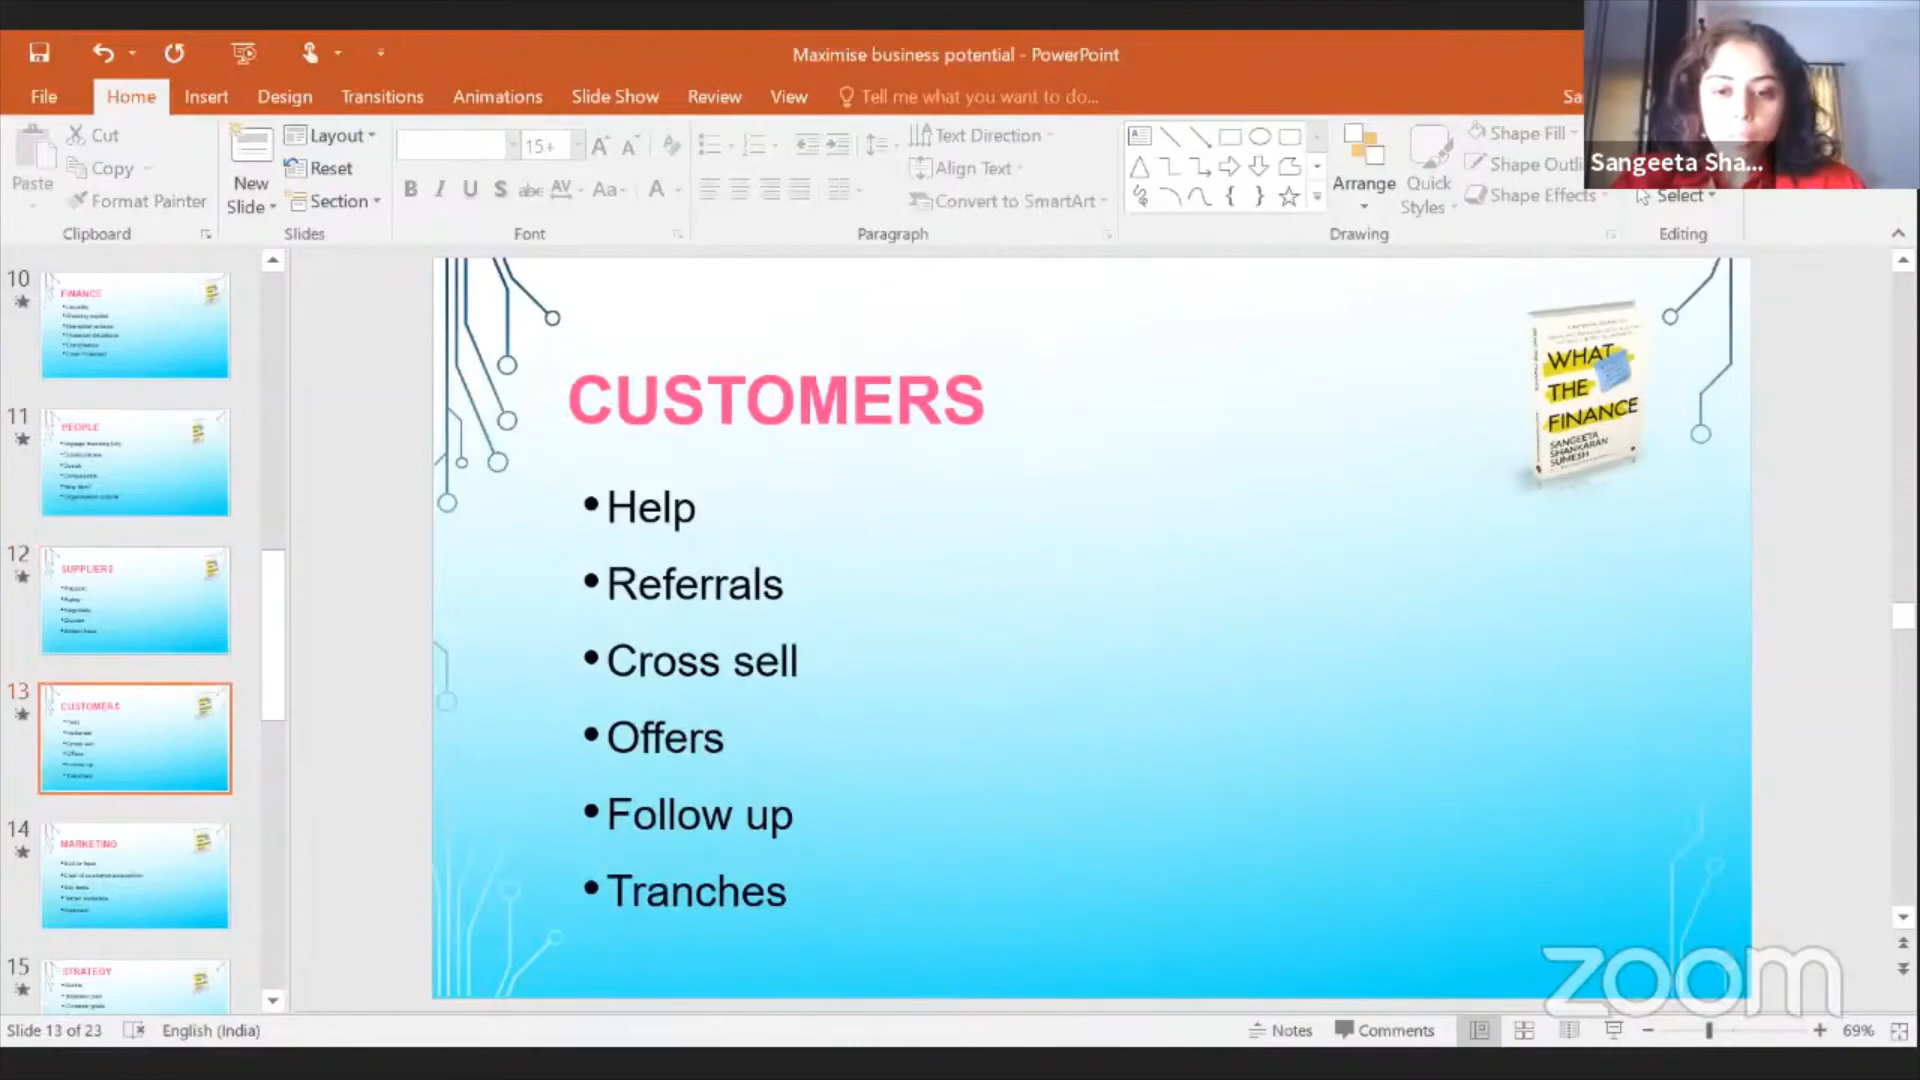 Maximise business potential - PowerPoint
File Home Insert Design Transitions Animations Slide Show Review View Tell me what you want to do... Sa
Sangeeta Sha...
Paste
Cut
Copy
Format Painter
Clipboard
New Slide
Layout
Reset
Section
Slides
15+
Font
Text Direction
Align Text
Convert to SmartArt
Paragraph
Arrange
Quick Styles
Shape Fill
Shape Outli
Shape Effects
Drawing
Select
Editing
10
FINANCE
11
PEOPLE
12
SUPPLIERS
13
CUSTOMERS
14
MARKETING
15
STRATEGY
CUSTOMERS
• Help
• Referrals
• Cross sell
• Offers
• Follow up
• Tranches
WHAT
THE
FINANCE
SANGEETA
SHANKARAN
SUMESH
zoom
Slide 13 of 23 English (India) Notes Comments 69%